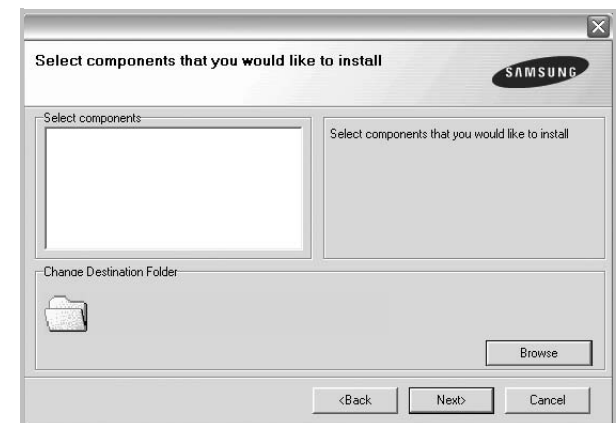 Select components that you would like to install
SAMSUNG
Select components
Select components that you would like to install
Change Destination Folder
Browse
<Back
Next>
Cancel